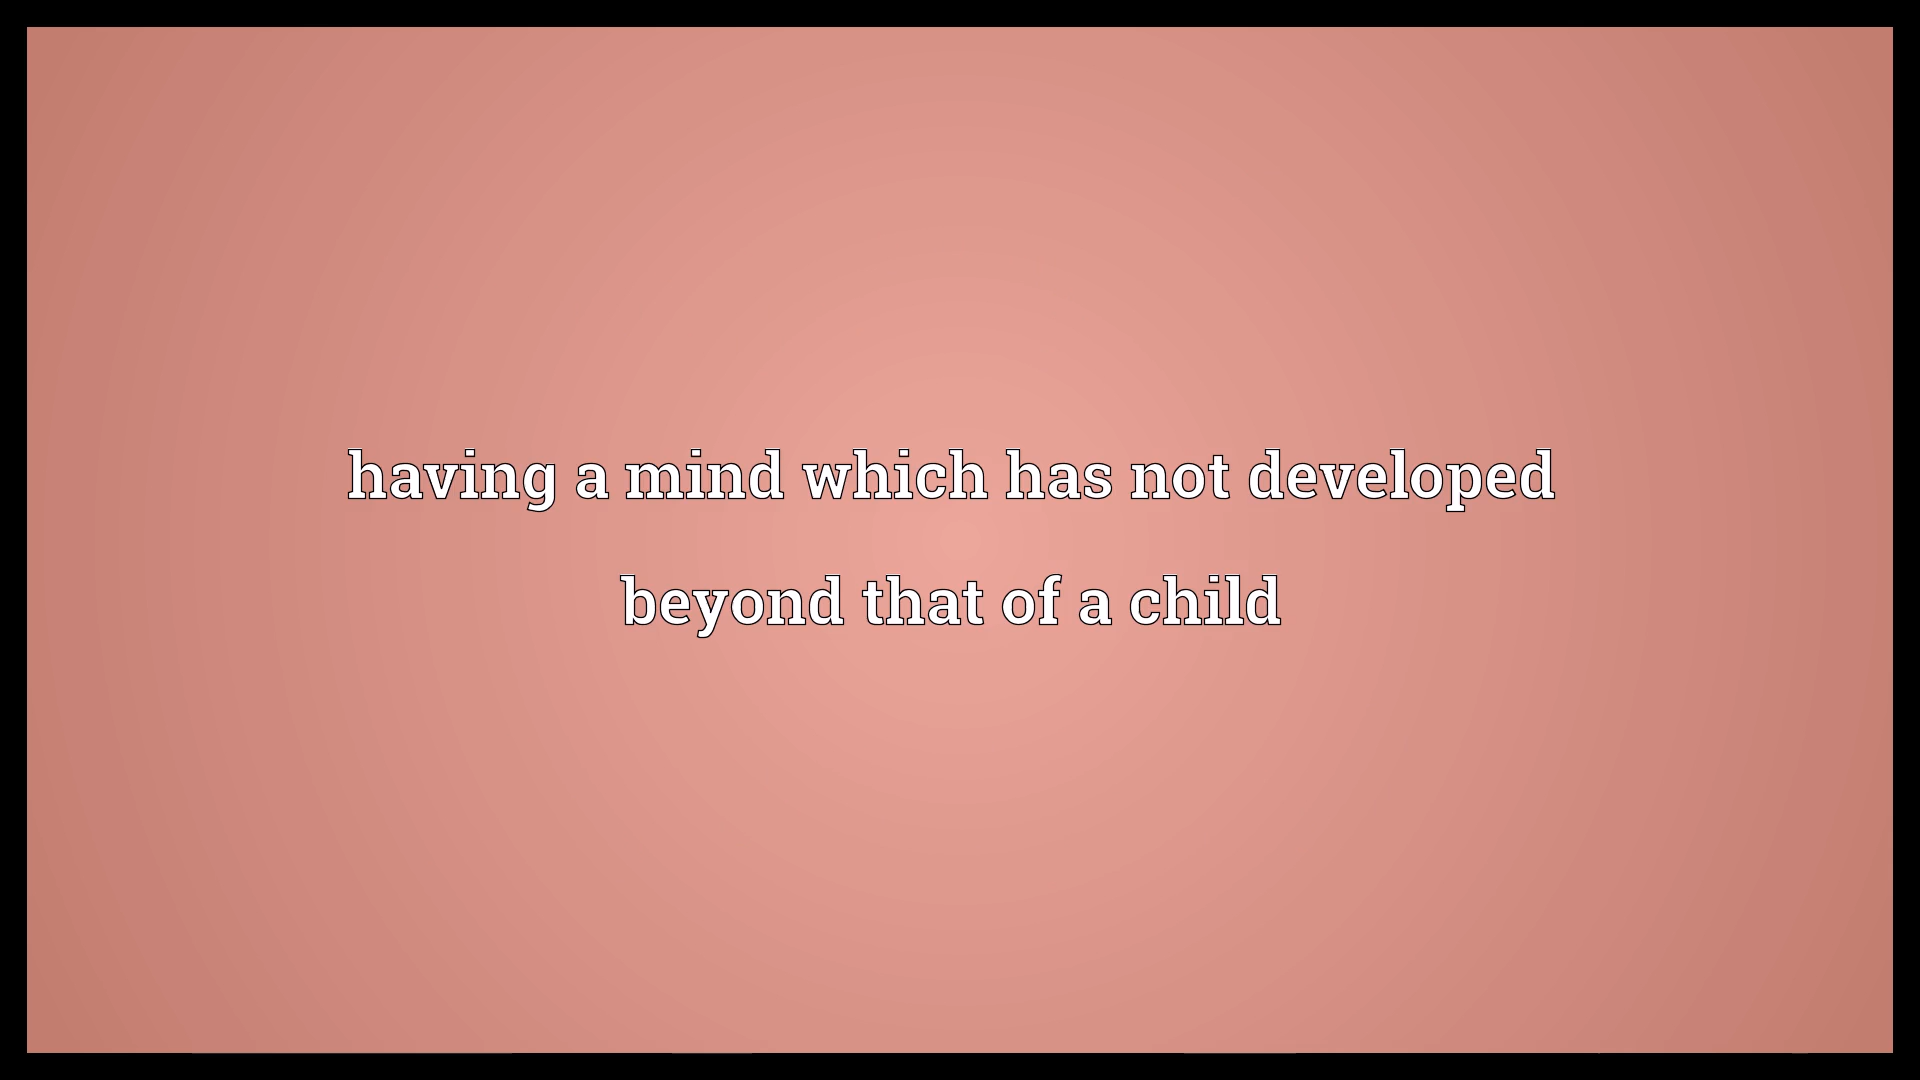 having a mind which has not developed
beyond that of a child